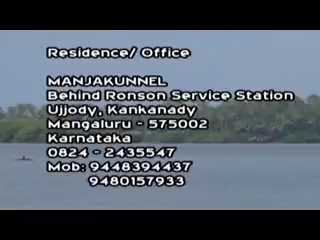 Residence/ Office
MANJAKUNNEL
Behind Ronson Service Station
Ujjody, Kankanady
Mangaluru - 575002
Karnataka
0824 - 2435547
Mob: 9448394437
9480157933